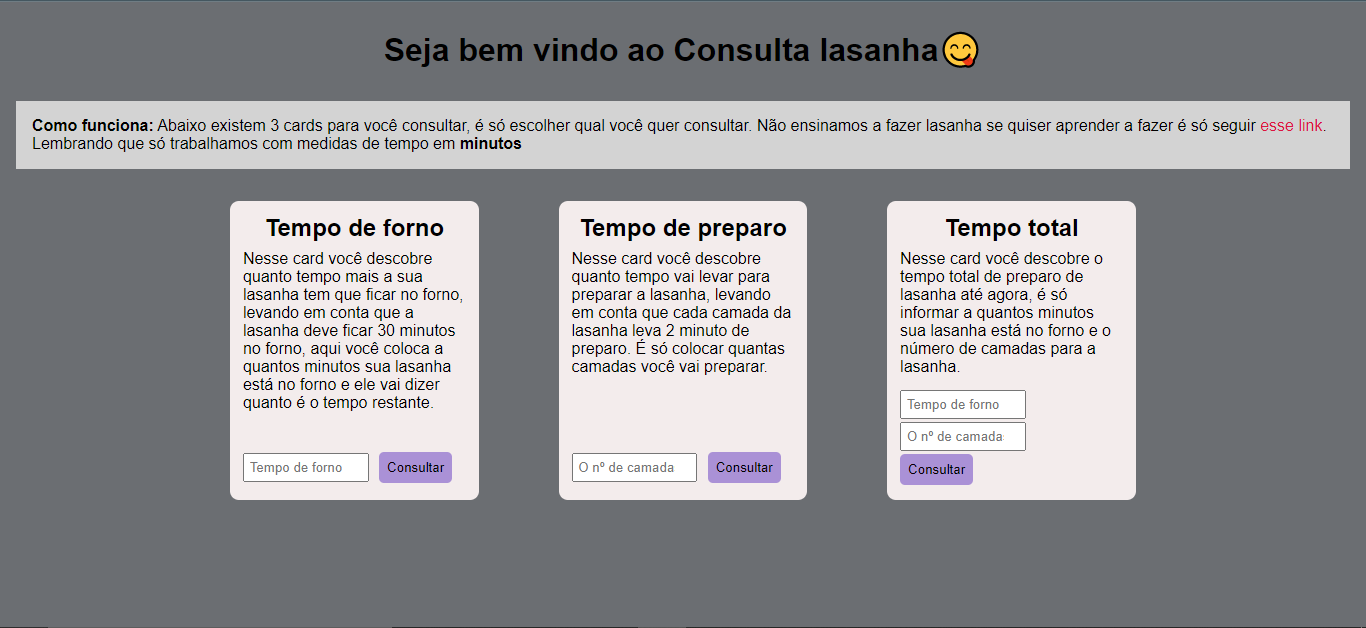 Seja bem vindo ao Consulta lasanha😋
Como funciona: Abaixo existem 3 cards para você consultar, é só escolher qual você quer consultar. Não ensinamos a fazer lasanha se quiser aprender a fazer é só seguir esse link.
Lembrando que só trabalhamos com medidas de tempo em minutos
Tempo de forno
Nesse card você descobre
quanto tempo mais a sua
lasanha tem que ficar no forno,
levando em conta que a
lasanha deve ficar 30 minutos
no forno, aqui você coloca a
quantos minutos sua lasanha
está no forno e ele vai dizer
quanto é o tempo restante.
Tempo de forno
Consultar
Tempo de preparo
Nesse card você descobre
quanto tempo vai levar para
preparar a lasanha, levando
em conta que cada camada da
lasanha leva 2 minuto de
preparo. É só colocar quantas
camadas você vai preparar.
O nº de camada
Consultar
Tempo total
Nesse card você descobre o
tempo total de preparo de
lasanha até agora, é só
informar a quantos minutos
sua lasanha está no forno e o
número de camadas para a
lasanha.
Tempo de forno
O nº de camada
Consultar